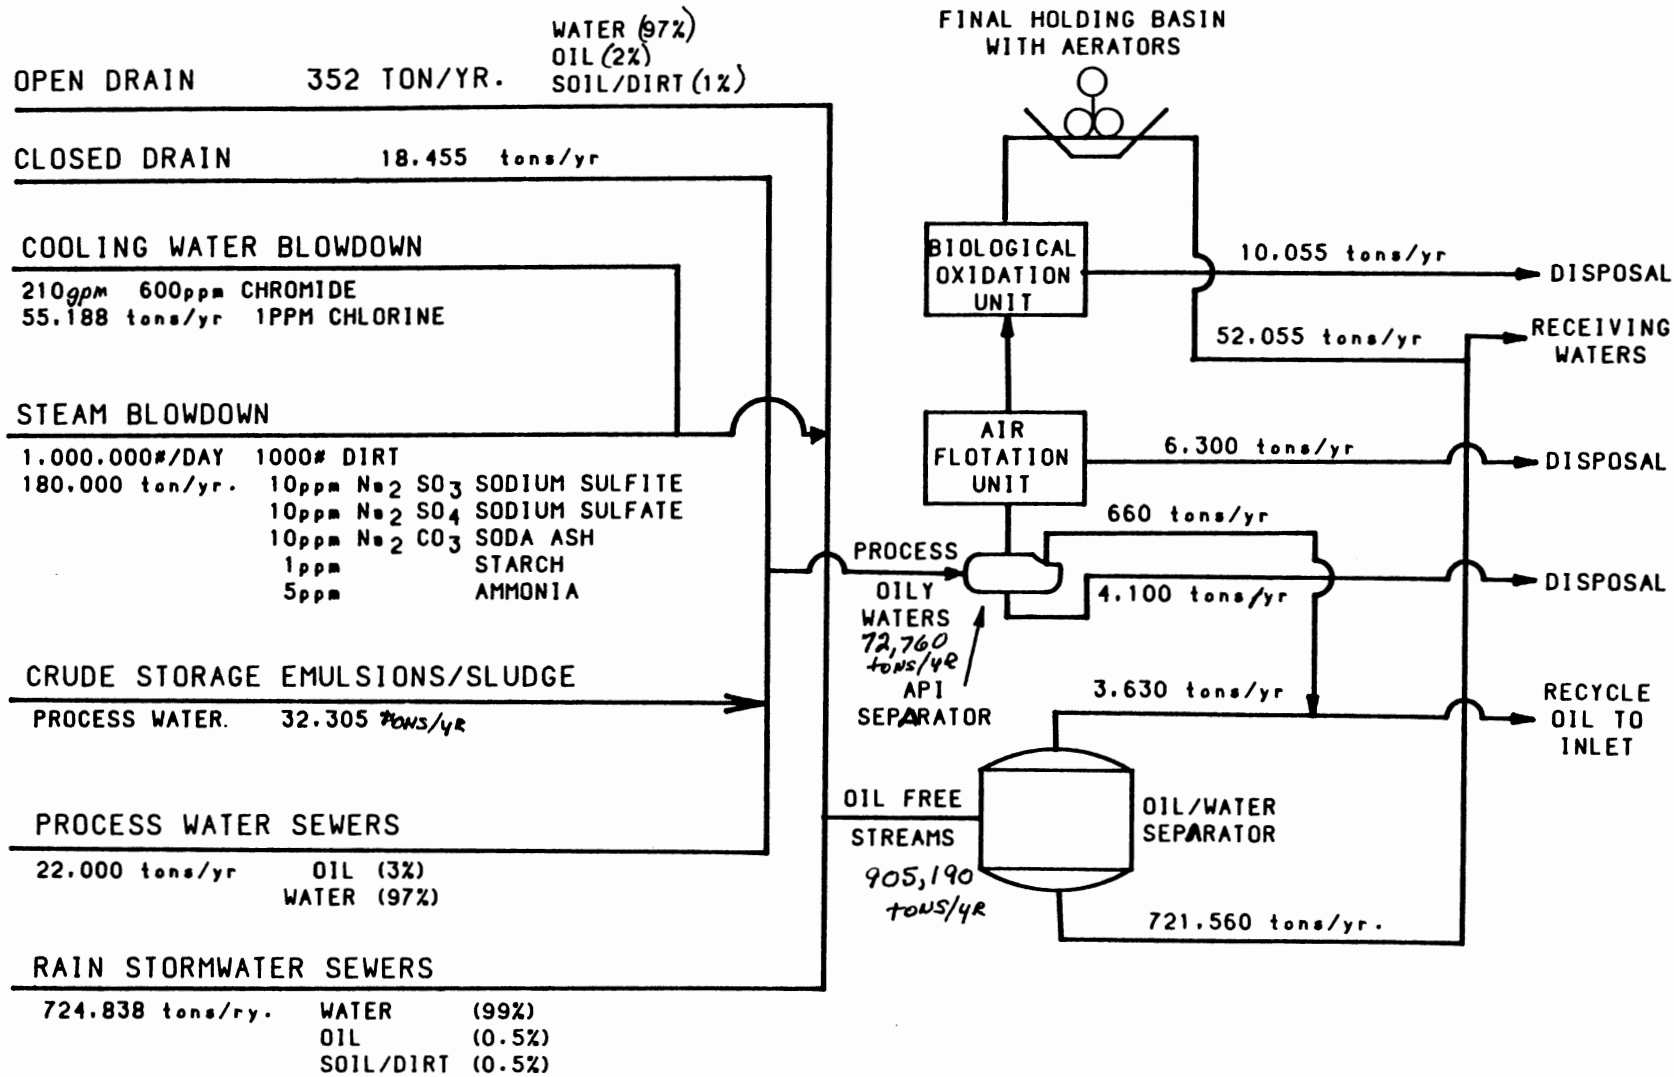 WATER (97%)
OIL (2%)
SOIL/DIRT (1%)
OPEN DRAIN 352 TON/YR.
CLOSED DRAIN 18.455 tons/yr
COOLING WATER BLOWDOWN
210gpm 600ppm CHROMIDE
55.188 tons/yr 1PPM CHLORINE
STEAM BLOWDOWN
1.000.000#/DAY 1000# DIRT
180.000 ton/yr. 10ppm Na2 SO3 SODIUM SULFITE
10ppm Na2 SO4 SODIUM SULFATE
10ppm Na2 CO3 SODA ASH
1ppm STARCH
5ppm AMMONIA
CRUDE STORAGE EMULSIONS/SLUDGE
PROCESS WATER. 32.305 TONS/YR
PROCESS WATER SEWERS
22.000 tons/yr OIL (3%)
WATER (97%)
RAIN STORMWATER SEWERS
724.838 tons/ry. WATER (99%)
OIL (0.5%)
SOIL/DIRT (0.5%)
FINAL HOLDING BASIN
WITH AERATORS
BIOLOGICAL
OXIDATION
UNIT
10.055 tons/yr
DISPOSAL
52.055 tons/yr
RECEIVING
WATERS
AIR
FLOTATION
UNIT
6.300 tons/yr
DISPOSAL
660 tons/yr
PROCESS
OILY
WATERS
72,760
TONS/YR
4.100 tons/yr
DISPOSAL
API
SEPARATOR
3.630 tons/yr
RECYCLE
OIL TO
INLET
OIL FREE
STREAMS
905,190
TONS/YR
OIL/WATER
SEPARATOR
721.560 tons/yr.